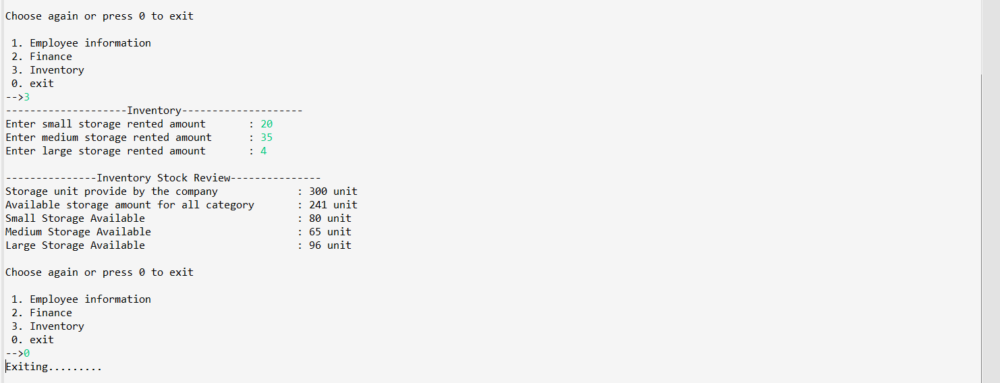 Choose again or press 0 to exit
1. Employee information
2. Finance
3. Inventory
0. exit
-->3
--------------------Inventory--------------------
Enter small storage rented amount : 20
Enter medium storage rented amount : 35
Enter large storage rented amount : 4
---------------Inventory Stock Review---------------
Storage unit provide by the company : 300 unit
Available storage amount for all category : 241 unit
Small Storage Available : 80 unit
Medium Storage Available : 65 unit
Large Storage Available : 96 unit
Choose again or press 0 to exit
1. Employee information
2. Finance
3. Inventory
0. exit
-->0
Exiting.........